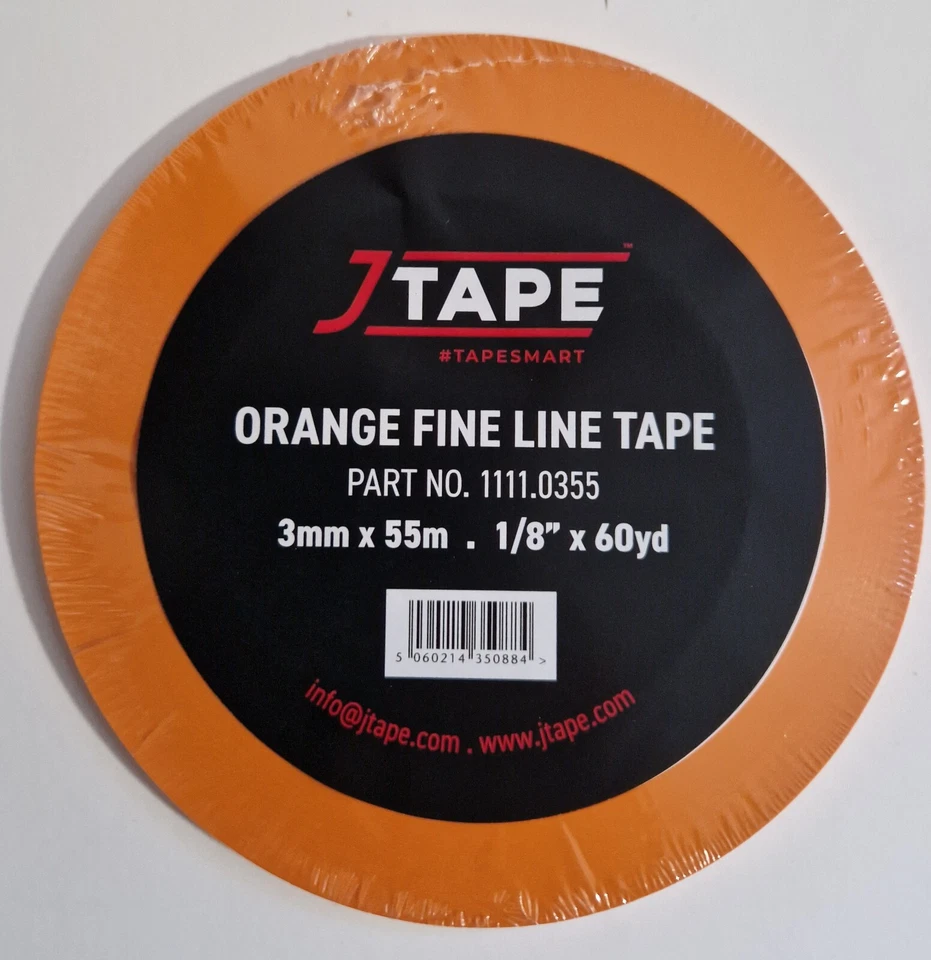 JTAPE™
#TAPESMART
ORANGE FINE LINE TAPE
PART NO. 1111.0355
3mm x 55m . 1/8” x 60yd
5 060214 350884 >
info@jtape.com . www.jtape.com